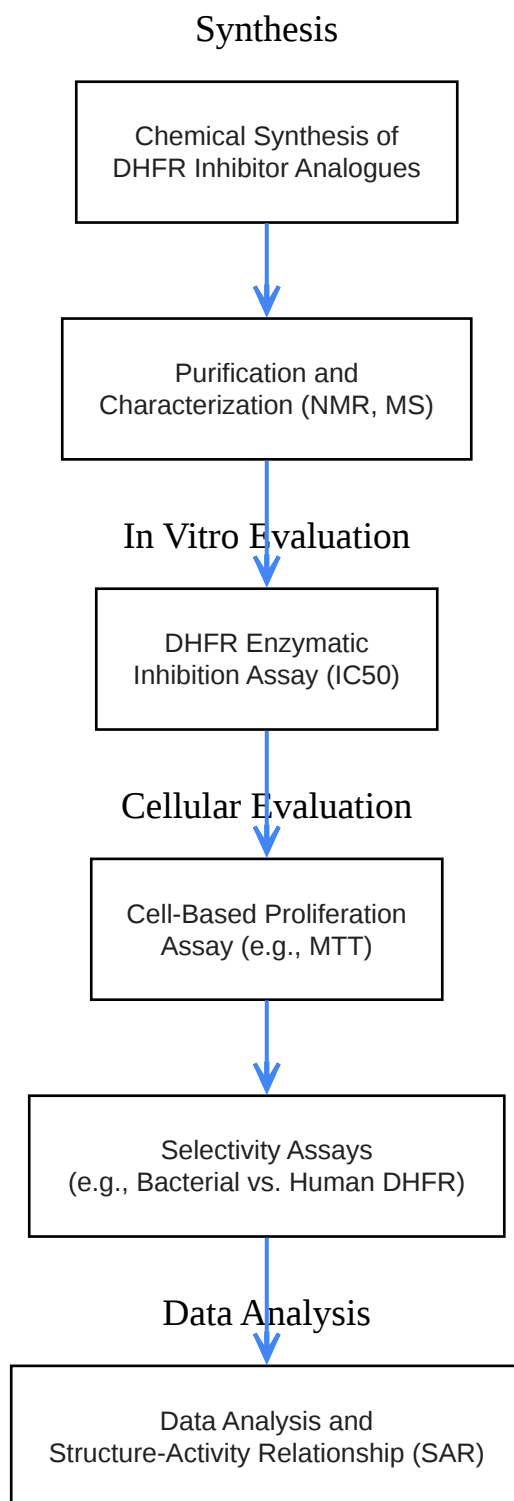 Synthesis
Chemical Synthesis of
DHFR Inhibitor Analogues
Purification and
Characterization (NMR, MS)
In Vitro Evaluation
DHFR Enzymatic
Inhibition Assay (IC50)
Cellular Evaluation
Cell-Based Proliferation
Assay (e.g., MTT)
Selectivity Assays
(e.g., Bacterial vs. Human DHFR)
Data Analysis
Data Analysis and
Structure-Activity Relationship (SAR)